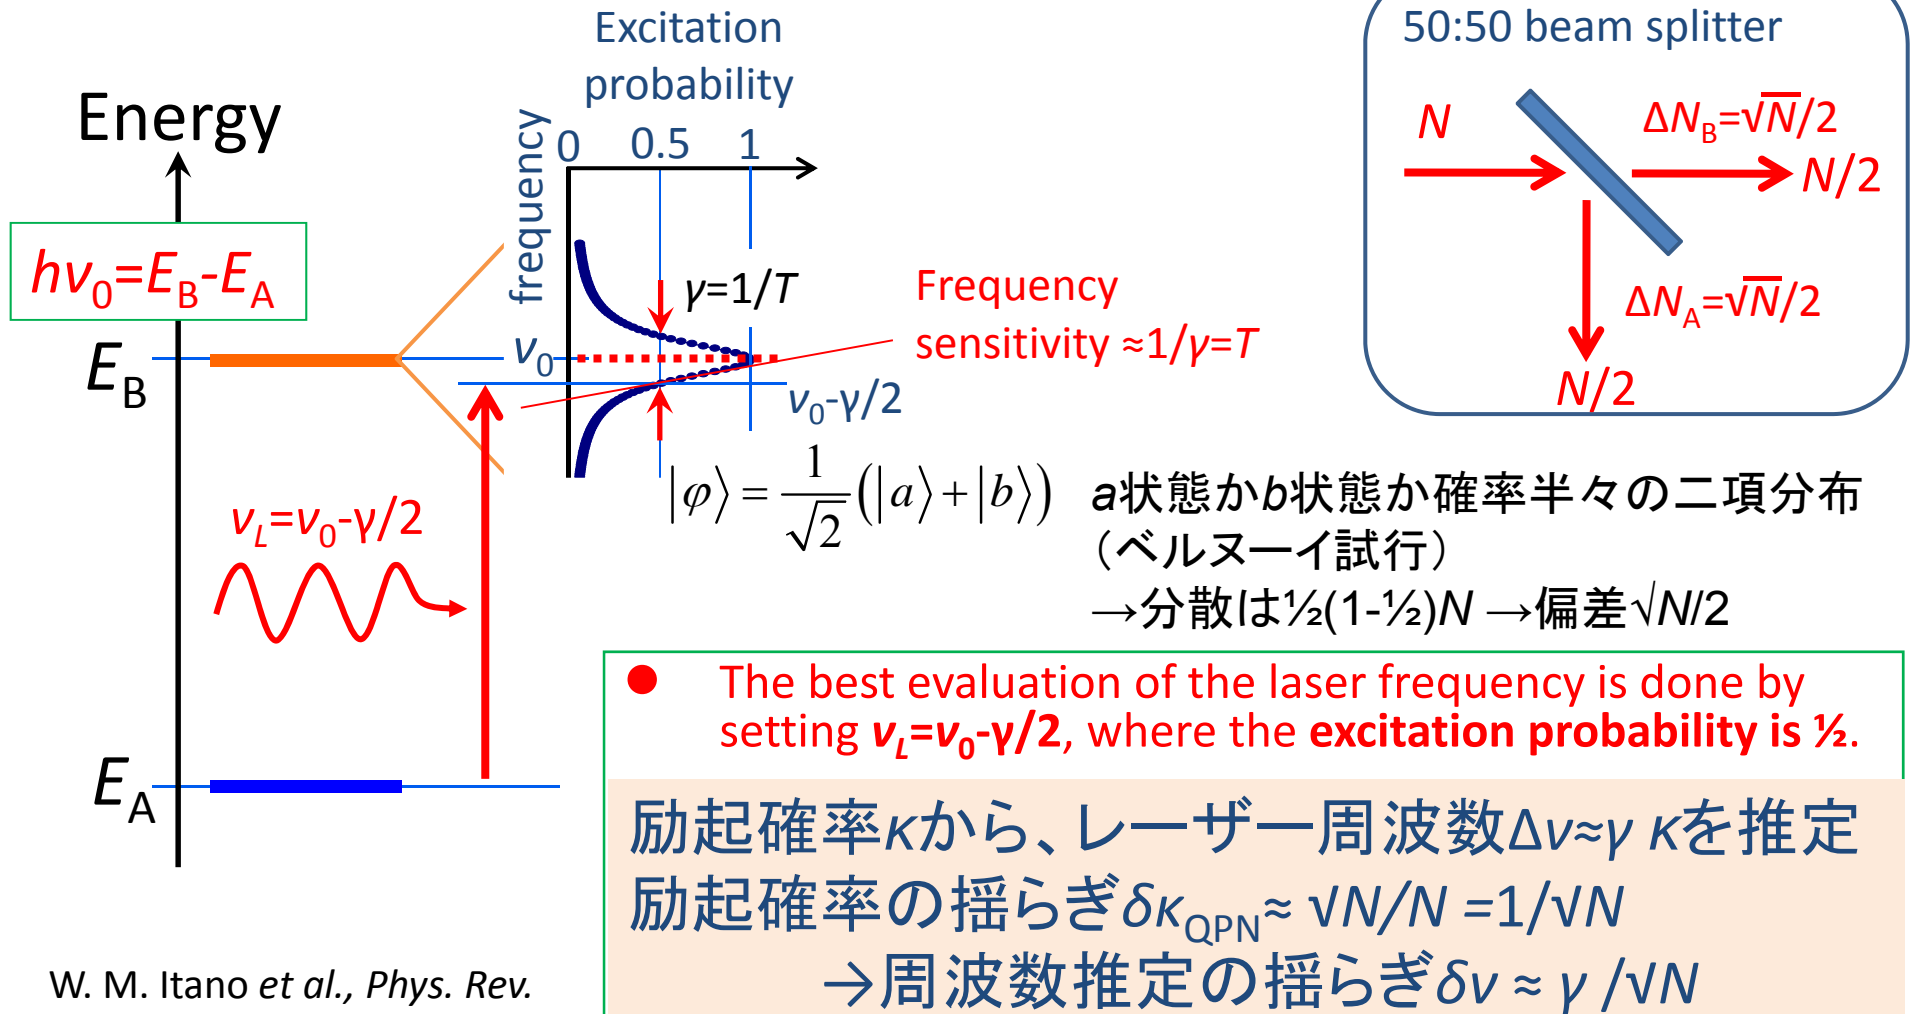 Excitation
probability
50:50 beam splitter
Energy
frequency
0 0.5 1
N
ΔN_B=√N/2
N/2
hν₀=E_B-E_A
γ=1/T
Frequency
sensitivity ≈1/γ=T
ΔN_A=√N/2
N/2
ν₀
E_B
ν₀-γ/2
|φ⟩ = 1/√2 (|a⟩+|b⟩)
a状態かb状態か確率半々の二項分布
（ベルヌーイ試行）
→分散は½(1-½)N →偏差√N/2
ν_L=ν₀-γ/2
E_A
● The best evaluation of the laser frequency is done by
setting ν_L=ν₀-γ/2, where the excitation probability is ½.
励起確率κから、レーザー周波数Δν≈γ κを推定
励起確率の揺らぎδκ_QPN≈ √N/N =1/√N
→周波数推定の揺らぎδν ≈ γ /√N
W. M. Itano et al., Phys. Rev.